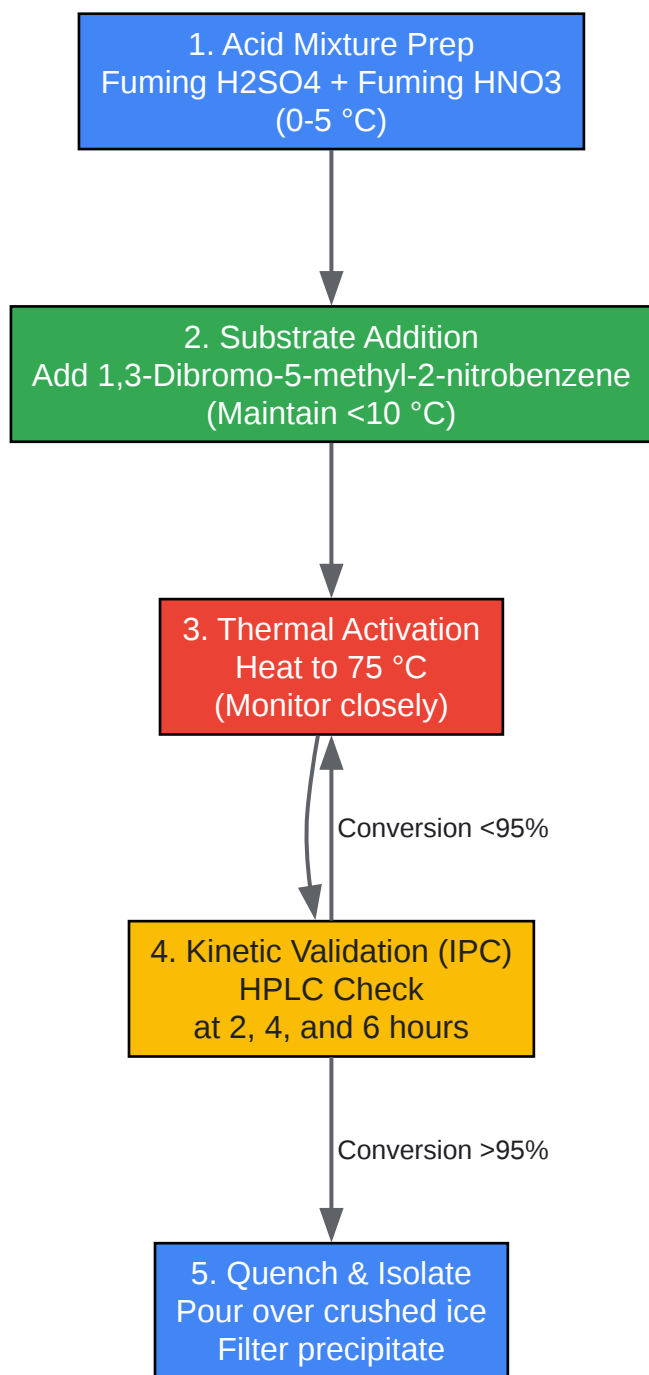 1. Acid Mixture Prep
Fuming H2SO4 + Fuming HNO3
(0-5 °C)
2. Substrate Addition
Add 1,3-Dibromo-5-methyl-2-nitrobenzene
(Maintain <10 °C)
3. Thermal Activation
Heat to 75 °C
(Monitor closely)
Conversion <95%
4. Kinetic Validation (IPC)
HPLC Check
at 2, 4, and 6 hours
Conversion >95%
5. Quench & Isolate
Pour over crushed ice
Filter precipitate